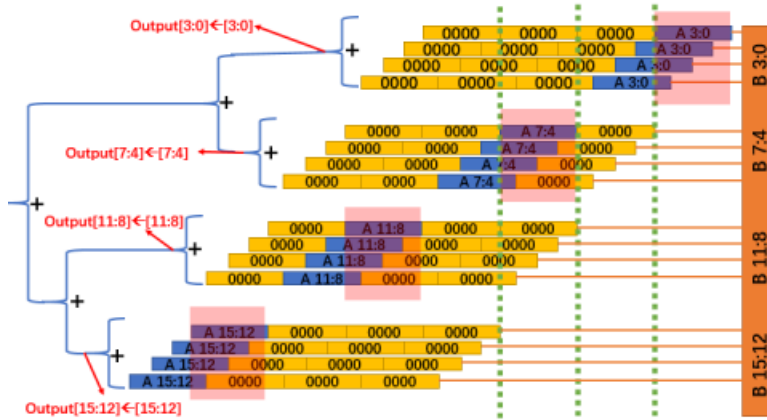 Output[3:0]←[3:0]
+
0000 0000 0000 A 3:0
0000 0000 0000 A 3:0
0000 0000 0000 A 3:0
0000 0000 0000 A 3:0
B 3:0
+
Output[7:4]←[7:4]
+
0000 0000 A 7:4 0000
0000 0000 A 7:4 0000
0000 0000 A 7:4 0000
0000 0000 A 7:4 0000
B 7:4
+
Output[11:8]←[11:8]
+
0000 A 11:8 0000 0000
0000 A 11:8 0000 0000
0000 A 11:8 0000 0000
0000 A 11:8 0000 0000
B 11:8
+
+
A 15:12 0000 0000 0000
A 15:12 0000 0000 0000
A 15:12 0000 0000 0000
A 15:12 0000 0000 0000
B 15:12
Output[15:12]←[15:12]